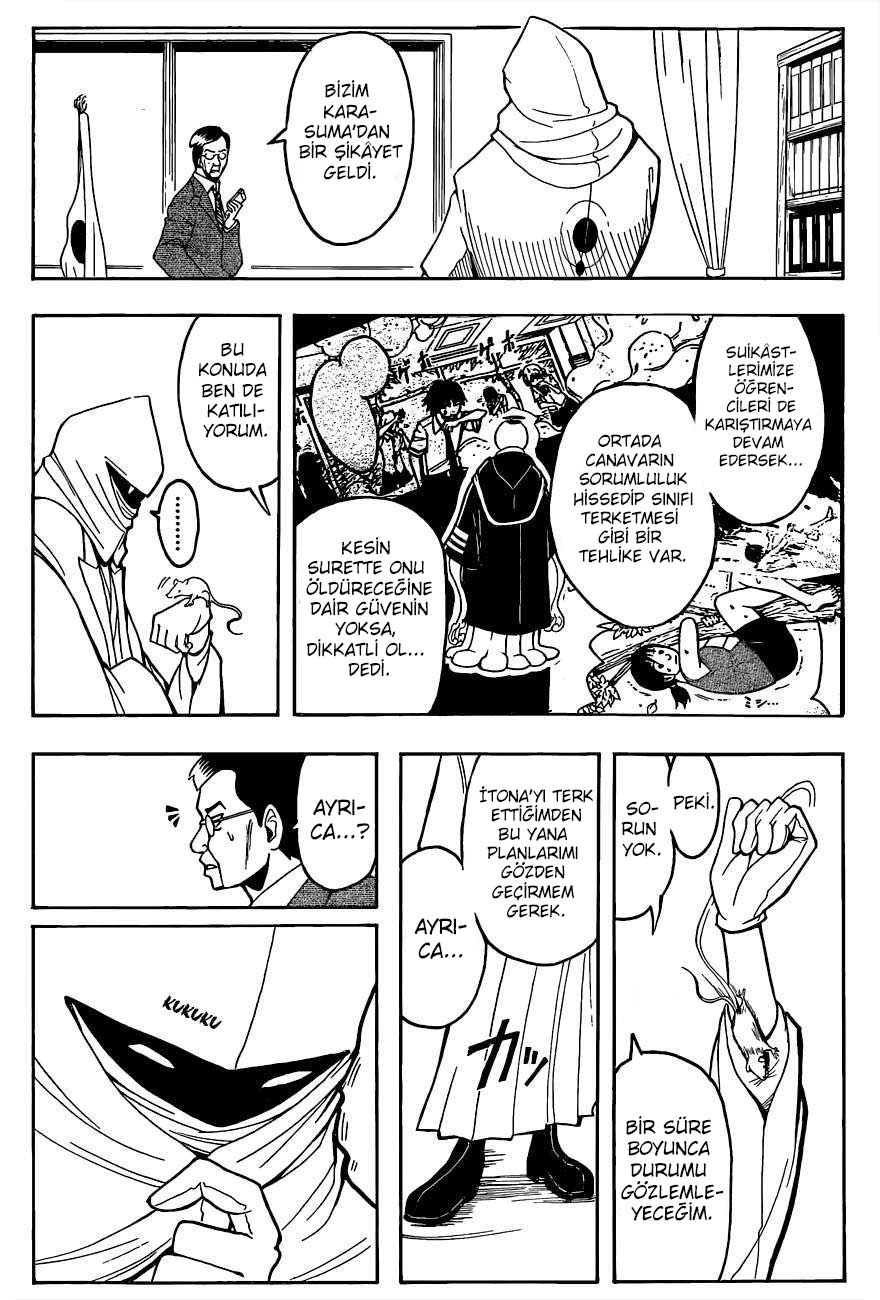 BİZİM
KARA-
SUMA'DAN
BİR ŞİKÂYET
GELDİ.
SUİKÂST-
LERİMİZE
ÖĞREN-
CİLERİ DE
KARIŞTIRMAYA
DEVAM
EDERSEK...
ORTADA
CANAVARIN
SORUMLULUK
HİSSEDİP SINIFI
TERKETMESİ
GİBİ BİR
TEHLİKE VAR.
KESİN
SURETTE ONU
ÖLDÜRECEĞİNE
DAİR GÜVENİN
YOKSA,
DİKKATLİ OL...
DEDİ.
ミシ...
BU
KONUDA
BEN DE
KATILI-
YORUM.
.........
PEKİ.
SO-
RUN
YOK.
BİR SÜRE
BOYUNCA
DURUMU
GÖZLEMLE-
YECEĞİM.
İTONA'YI TERK
ETTİĞİMDEN
BU YANA
PLANLARIMI
GÖZDEN
GEÇİRMEM
GEREK.
AYRI-
CA...
カッ
AYRI-
CA...?
KUKUKU